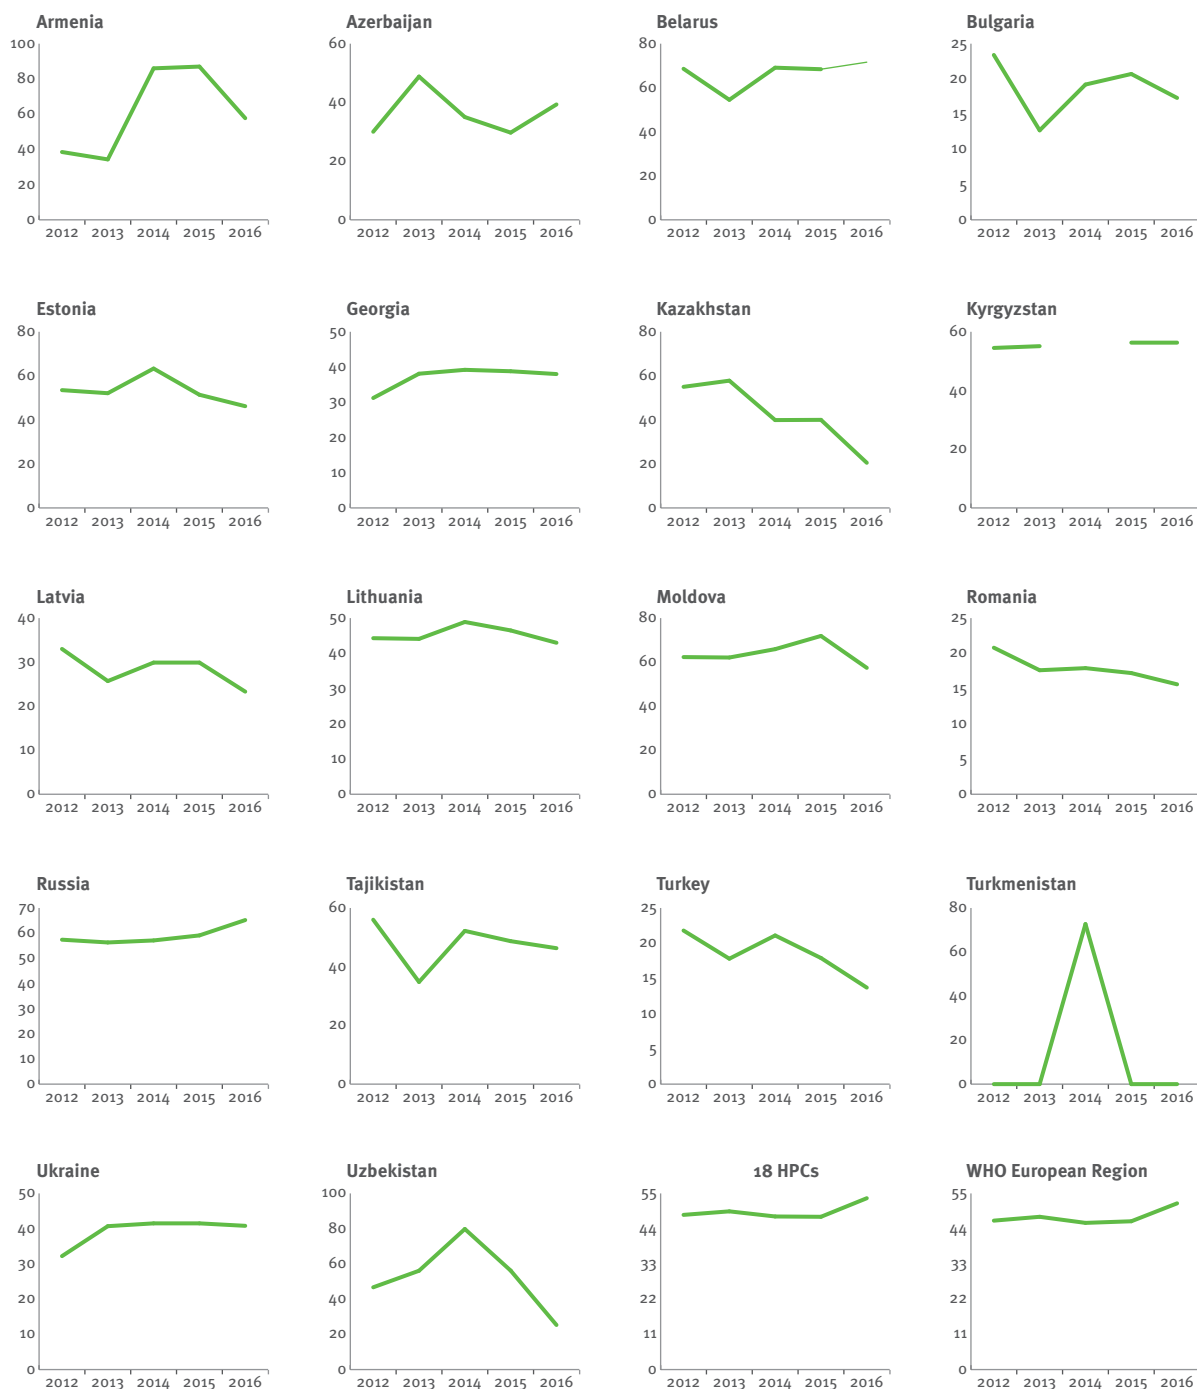 Armenia
100
80
60
40
20
0
2012 2013 2014 2015 2016
Azerbaijan
60
40
20
0
2012 2013 2014 2015 2016
Belarus
80
60
40
20
0
2012 2013 2014 2015 2016
Bulgaria
25
20
15
10
5
0
2012 2013 2014 2015 2016
Estonia
80
60
40
20
0
2012 2013 2014 2015 2016
Georgia
50
40
30
20
10
0
2012 2013 2014 2015 2016
Kazakhstan
80
60
40
20
0
2012 2013 2014 2015 2016
Kyrgyzstan
60
40
20
0
2012 2013 2014 2015 2016
Latvia
40
30
20
10
0
2012 2013 2014 2015 2016
Lithuania
50
40
30
20
10
0
2012 2013 2014 2015 2016
Moldova
80
60
40
20
0
2012 2013 2014 2015 2016
Romania
25
20
15
10
5
0
2012 2013 2014 2015 2016
Russia
70
60
50
40
30
20
10
0
2012 2013 2014 2015 2016
Tajikistan
60
40
20
0
2012 2013 2014 2015 2016
Turkey
25
20
15
10
5
0
2012 2013 2014 2015 2016
Turkmenistan
80
60
40
20
0
2012 2013 2014 2015 2016
Ukraine
50
40
30
20
10
0
2012 2013 2014 2015 2016
Uzbekistan
100
80
60
40
20
0
2012 2013 2014 2015 2016
18 HPCs
55
44
33
22
11
0
2012 2013 2014 2015 2016
WHO European Region
55
44
33
22
11
0
2012 2013 2014 2015 2016